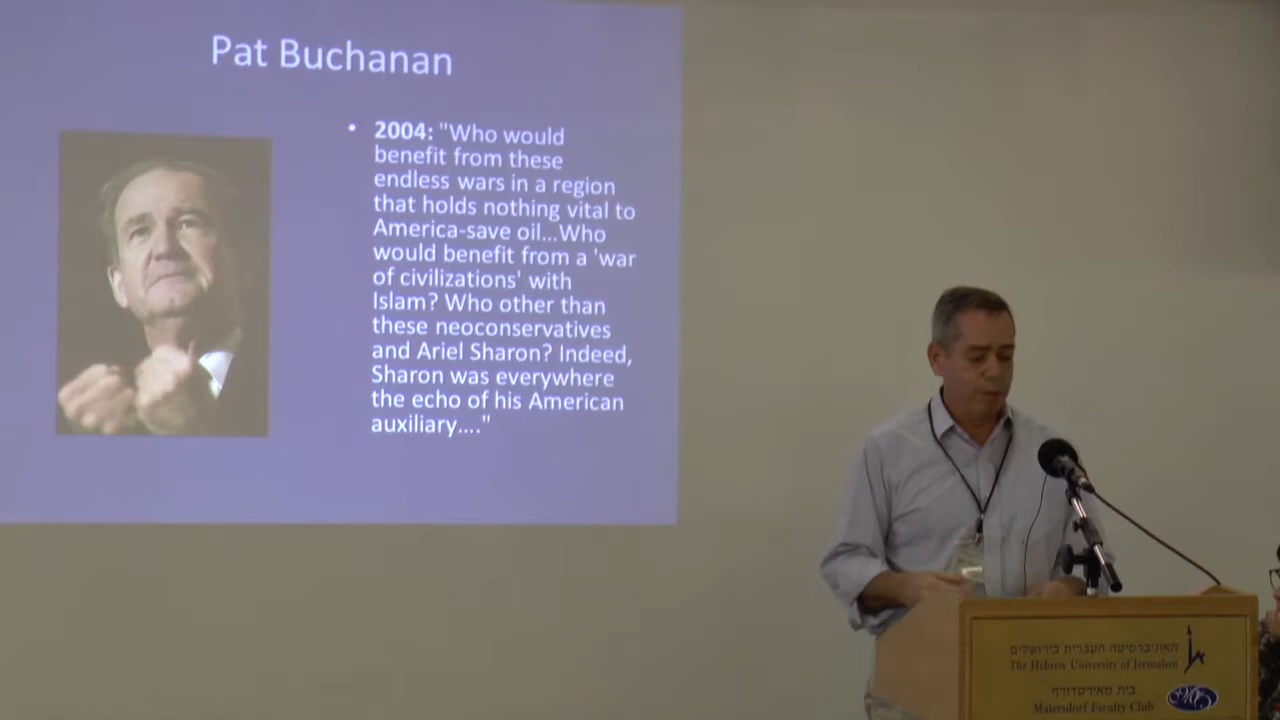 Pat Buchanan
• 2004: "Who would
benefit from these
endless wars in a region
that holds nothing vital to
America-save oil...Who
would benefit from a 'war
of civilizations' with
Islam? Who other than
these neoconservatives
and Ariel Sharon? Indeed,
Sharon was everywhere
the echo of his American
auxiliary...."
האוניברסיטה העברית בירושלים
The Hebrew University of Jerusalem
בית מאירסדורף
Maiersdorf Faculty Club